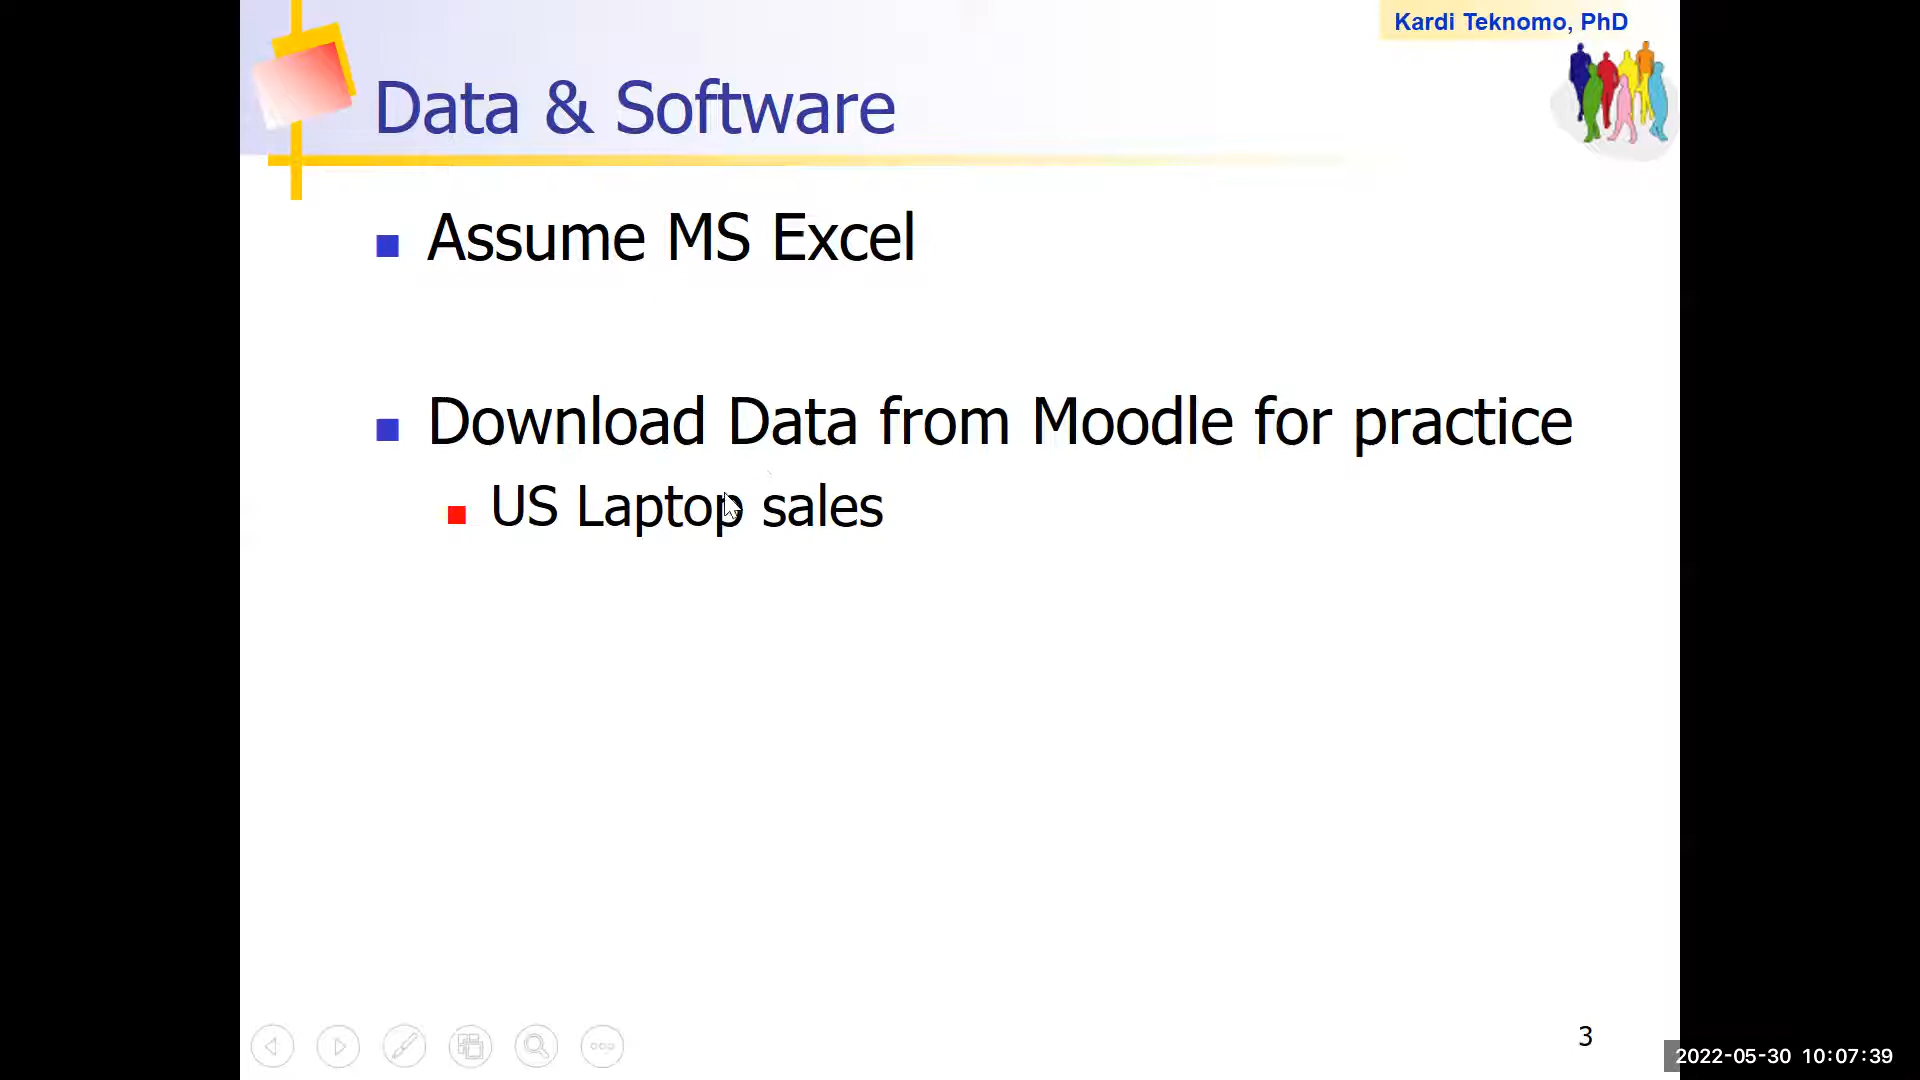 Kardi Teknomo, PhD
Data & Software
Assume MS Excel
Download Data from Moodle for practice
US Laptop sales
3
2022-05-30 10:07:39